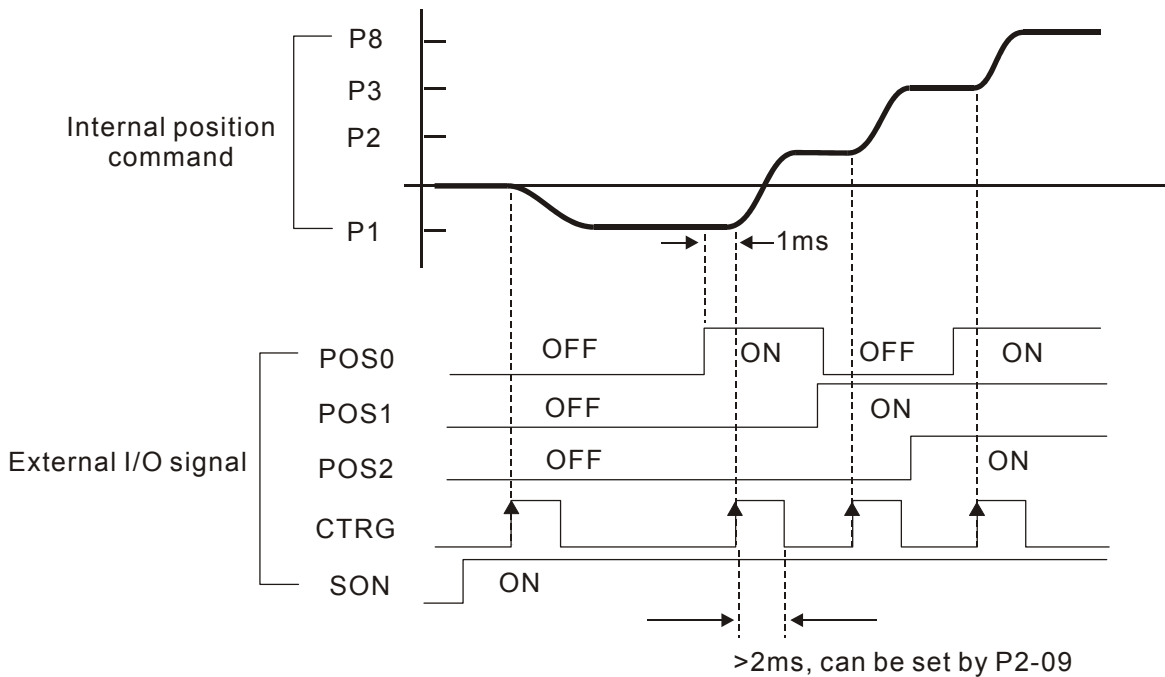 P8
P3
P2
P1
Internal position
command
1ms
External I/O signal
POS0
OFF
ON
OFF
ON
POS1
OFF
ON
POS2
OFF
ON
CTRG
SON
ON
>2ms, can be set by P2-09